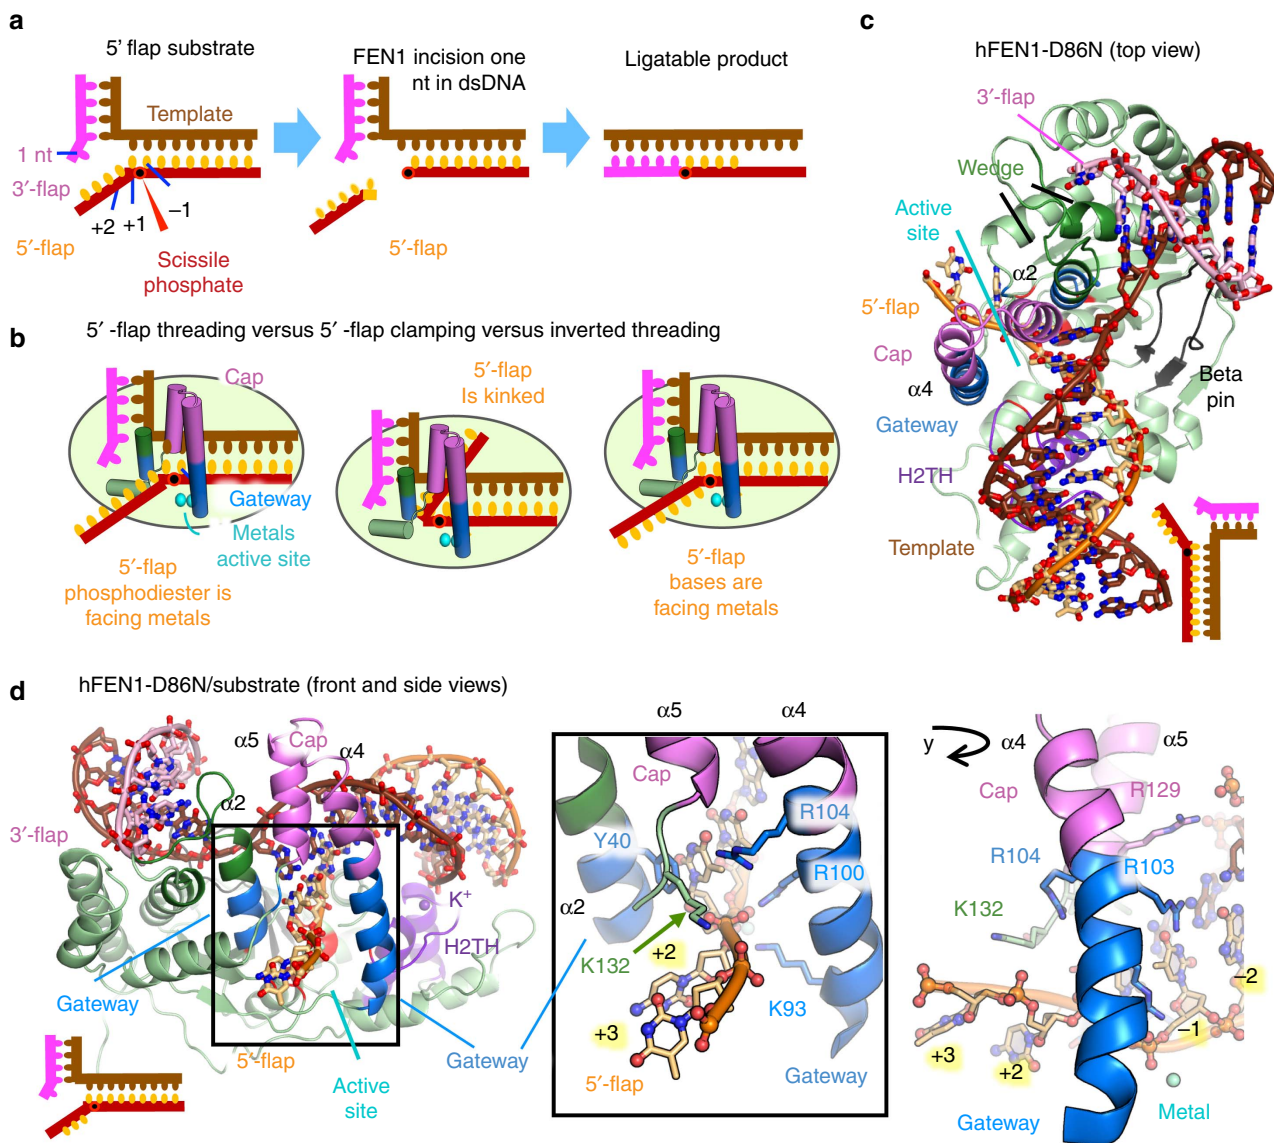 a
5' flap substrate
FEN1 incision one
nt in dsDNA
Ligatable product
Template
1 nt
3′-flap
+2
+1
−1
5′-flap
Scissile
phosphate
5′-flap
b
5′ -flap threading versus 5′ -flap clamping versus inverted threading
Cap
5′-flap
Is kinked
Gateway
Metals
active site
5′-flap
phosphodiester is
facing metals
5′-flap
bases are
facing metals
c
hFEN1-D86N (top view)
3′-flap
Wedge
Active
site
α2
5′-flap
Cap
α4
Gateway
Beta
pin
H2TH
Template
d
hFEN1-D86N/substrate (front and side views)
α5
Cap
α4
α2
3′-flap
K+
H2TH
Gateway
5′-flap
Active
site
Gateway
α5
α4
Cap
R104
Y40
R100
α2
K132
+2
K93
+3
5′-flap
Gateway
y
α4
α5
Cap
R129
R104
R103
K132
−2
−1
+3
+2
Metal
Gateway